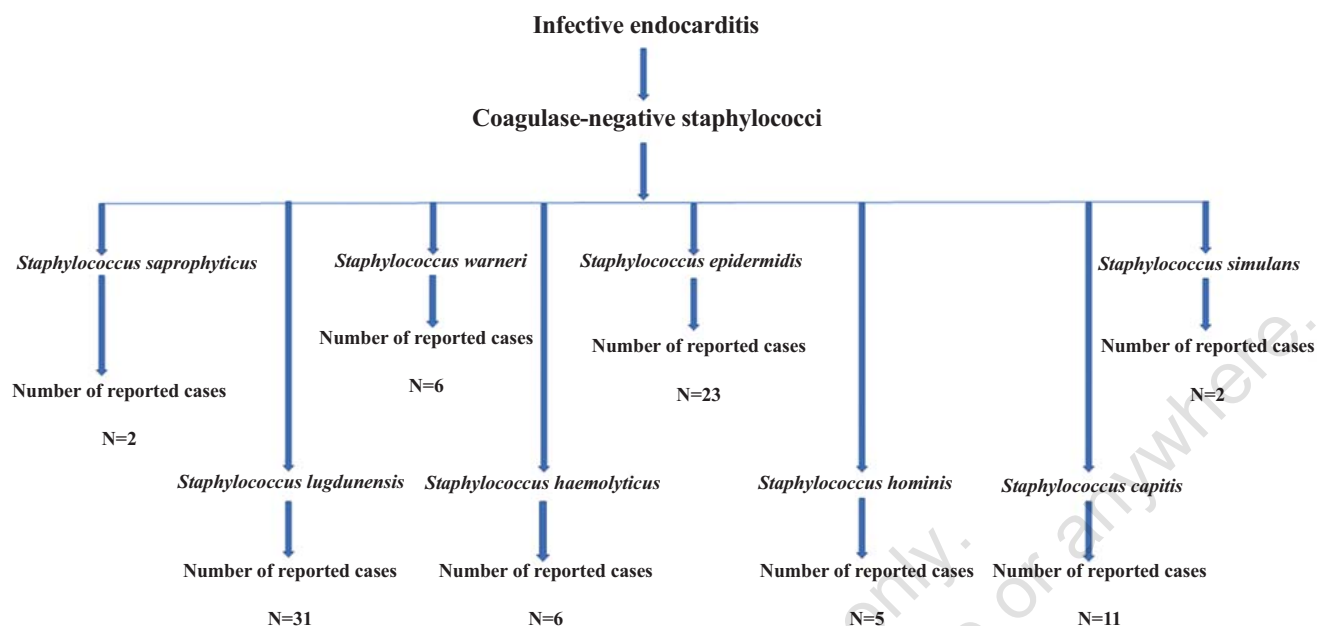 Infective endocarditis
Coagulase-negative staphylococci
Staphylococcus saprophyticus
Number of reported cases
N=2
Staphylococcus lugdunensis
Number of reported cases
N=31
Staphylococcus warneri
Number of reported cases
N=6
Staphylococcus haemolyticus
Number of reported cases
N=6
Staphylococcus epidermidis
Number of reported cases
N=23
Staphylococcus hominis
Number of reported cases
N=5
Staphylococcus capitis
Number of reported cases
N=11
Staphylococcus simulans
Number of reported cases
N=2
only.
or anywhere.